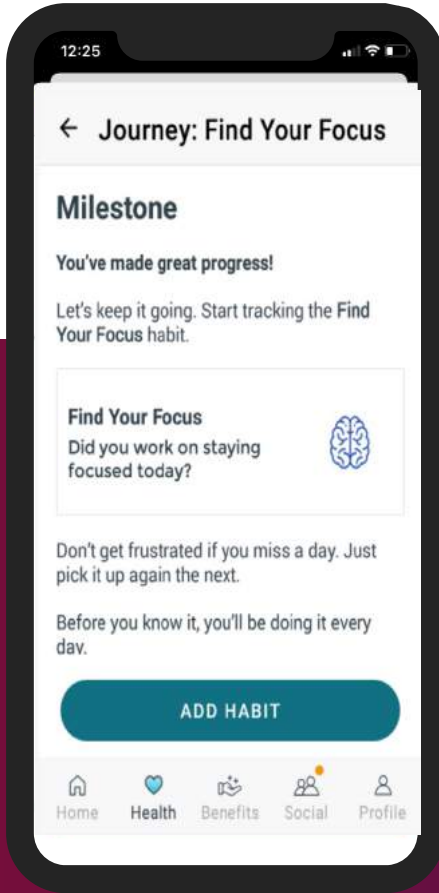 12:25
← Journey: Find Your Focus
Milestone
You've made great progress!
Let's keep it going. Start tracking the Find
Your Focus habit.
Find Your Focus
Did you work on staying
focused today?
Don't get frustrated if you miss a day. Just
pick it up again the next.
Before you know it, you'll be doing it every
day.
ADD HABIT
Home Health Benefits Social Profile